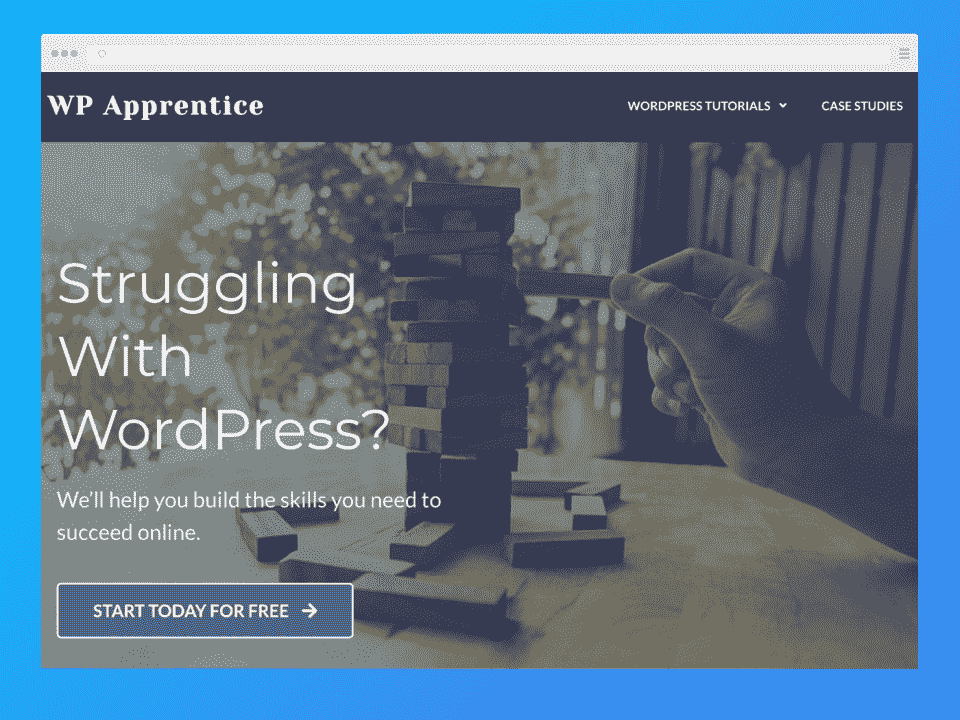 WP Apprentice
WORDPRESS TUTORIALS
CASE STUDIES
Struggling
With
WordPress?
We'll help you build the skills you need to
succeed online.
START TODAY FOR FREE →